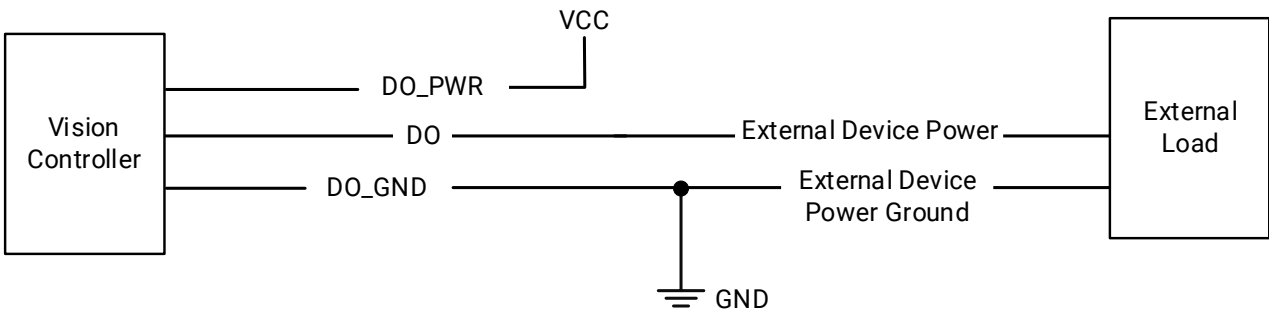 VCC
DO_PWR
Vision
Controller
DO
External Device Power
External
Load
DO_GND
External Device
Power Ground
GND